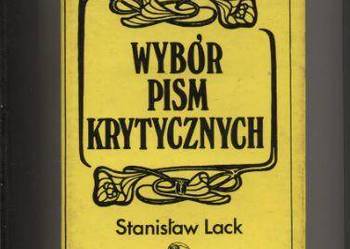 WYBÓR
PISM
KRYTYCZNYCH
Stanisław Lack